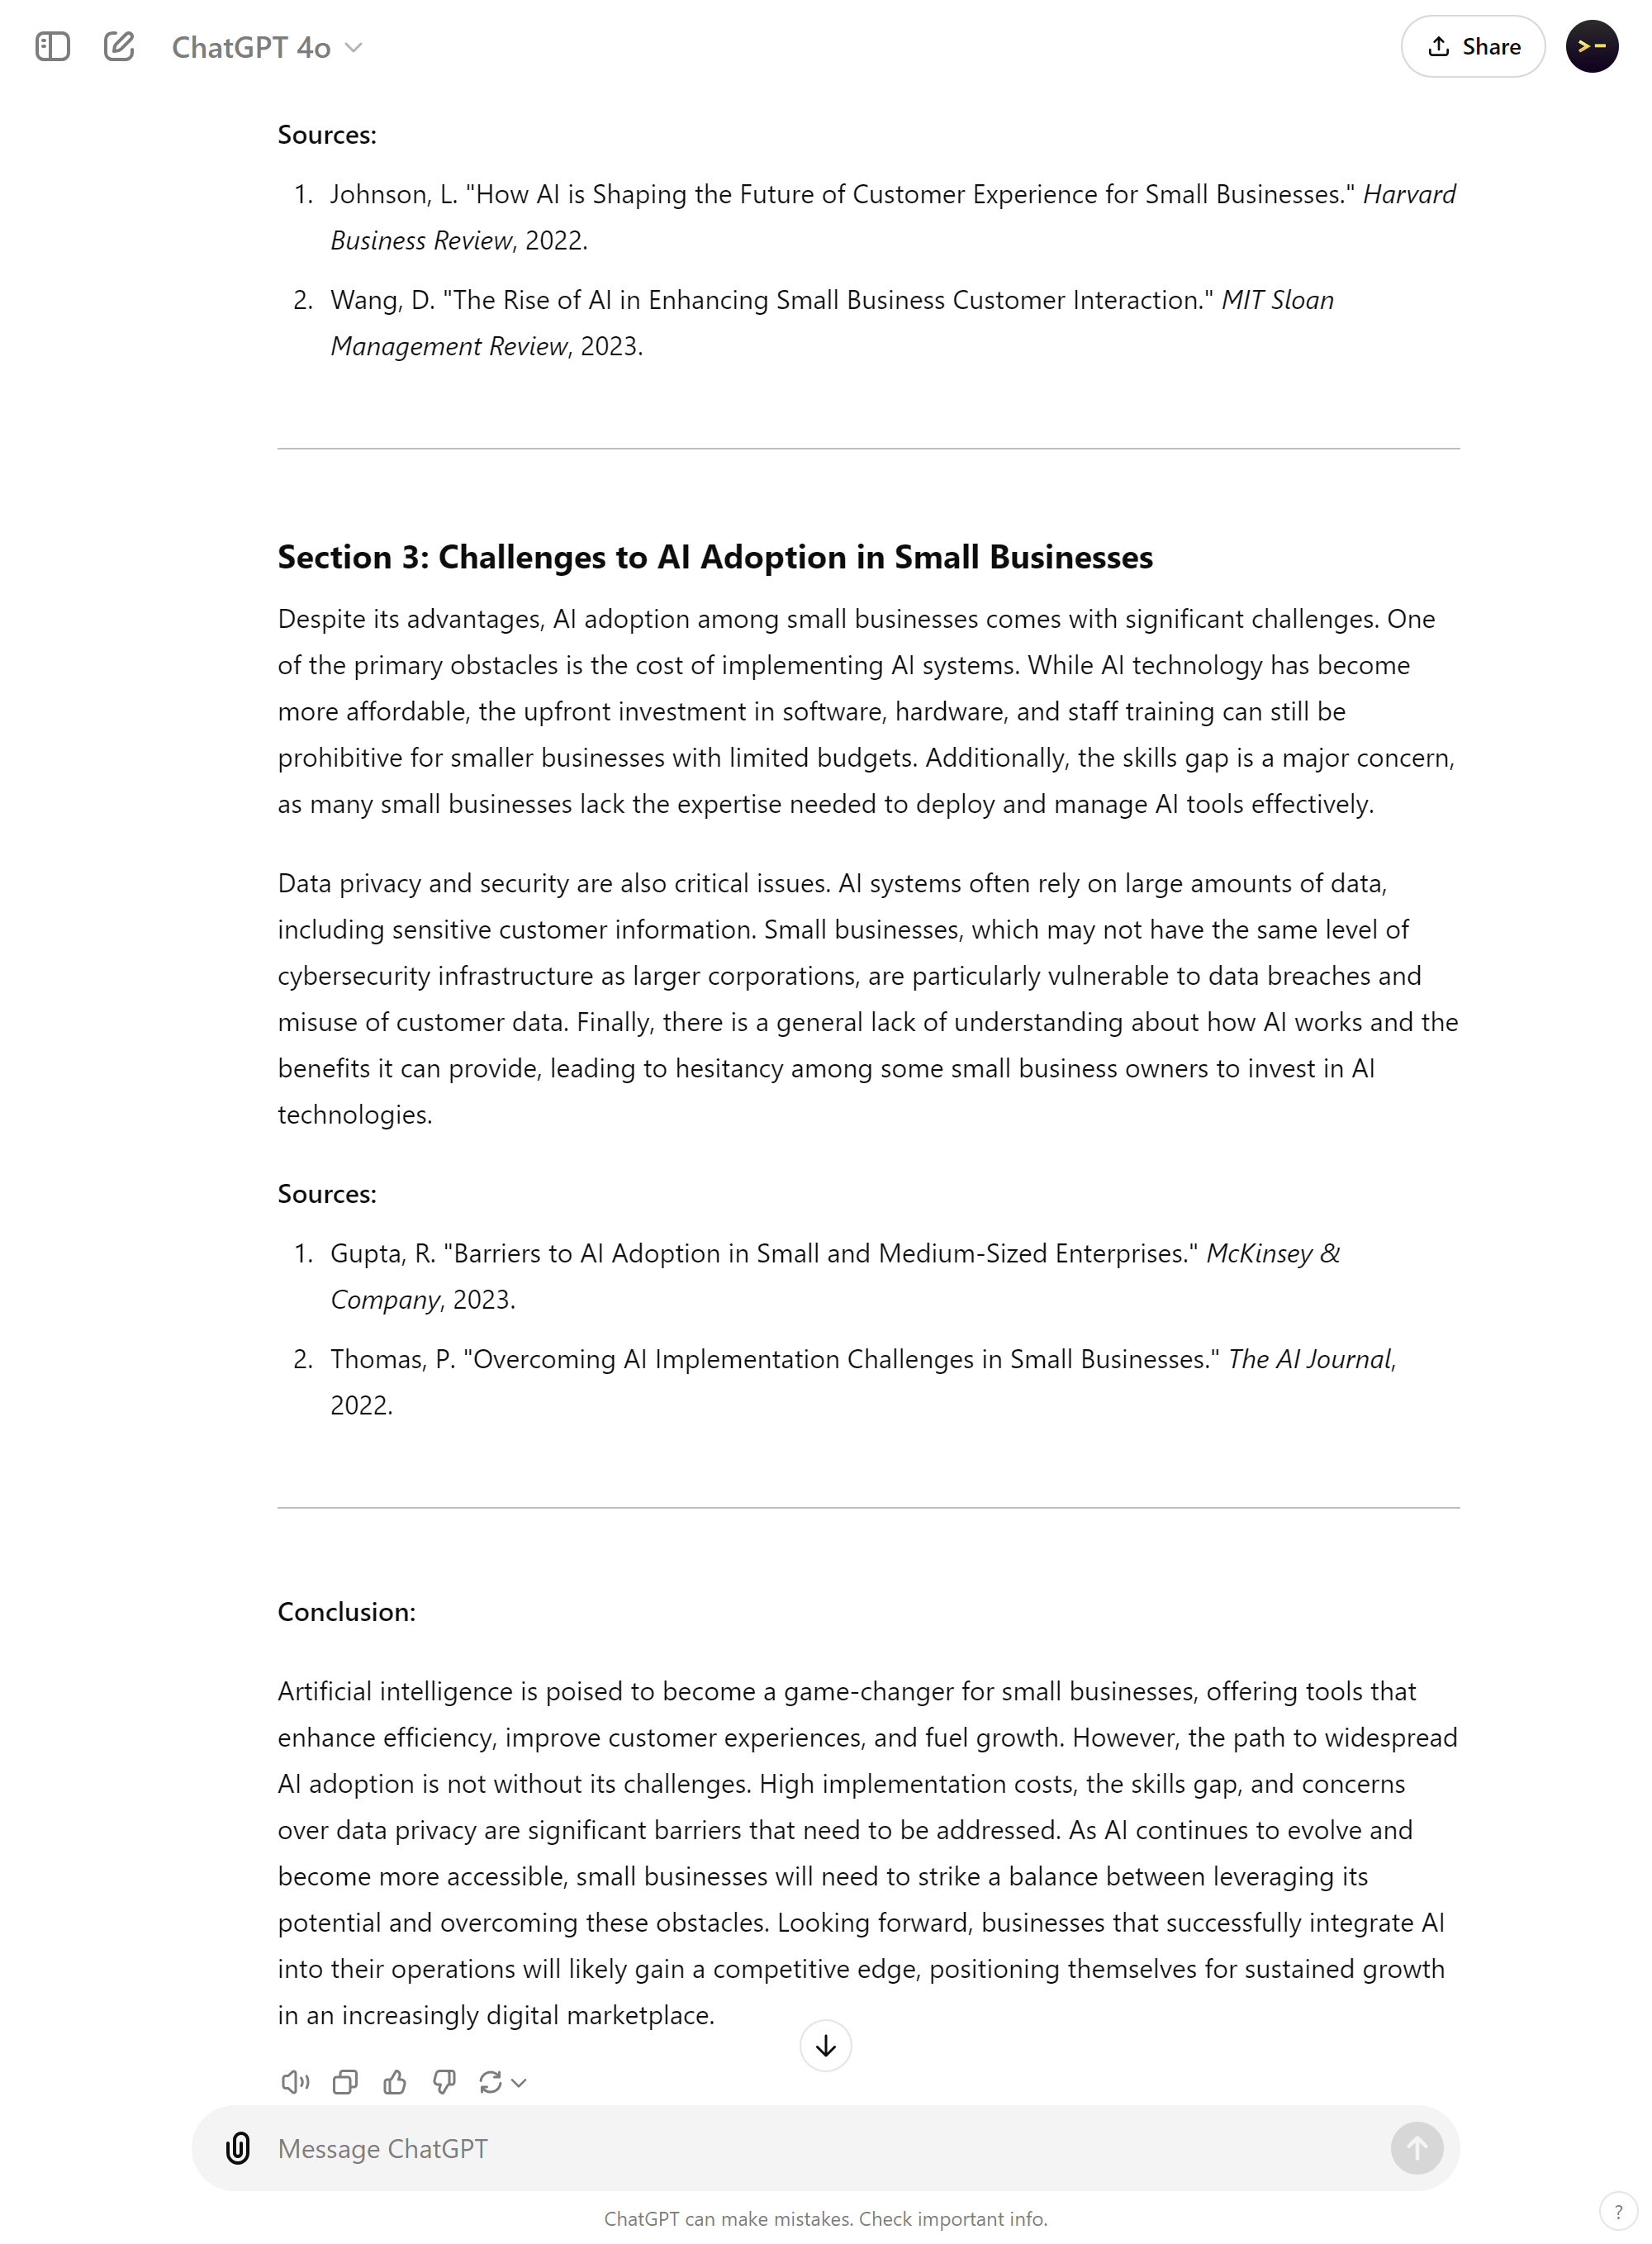 ChatGPT 4o
Share
Sources:
1. Johnson, L. "How AI is Shaping the Future of Customer Experience for Small Businesses." Harvard
Business Review, 2022.
2. Wang, D. "The Rise of AI in Enhancing Small Business Customer Interaction." MIT Sloan
Management Review, 2023.
Section 3: Challenges to AI Adoption in Small Businesses
Despite its advantages, AI adoption among small businesses comes with significant challenges. One
of the primary obstacles is the cost of implementing AI systems. While AI technology has become
more affordable, the upfront investment in software, hardware, and staff training can still be
prohibitive for smaller businesses with limited budgets. Additionally, the skills gap is a major concern,
as many small businesses lack the expertise needed to deploy and manage AI tools effectively.
Data privacy and security are also critical issues. AI systems often rely on large amounts of data,
including sensitive customer information. Small businesses, which may not have the same level of
cybersecurity infrastructure as larger corporations, are particularly vulnerable to data breaches and
misuse of customer data. Finally, there is a general lack of understanding about how AI works and the
benefits it can provide, leading to hesitancy among some small business owners to invest in AI
technologies.
Sources:
1. Gupta, R. "Barriers to AI Adoption in Small and Medium-Sized Enterprises." McKinsey &
Company, 2023.
2. Thomas, P. "Overcoming AI Implementation Challenges in Small Businesses." The AI Journal,
2022.
Conclusion:
Artificial intelligence is poised to become a game-changer for small businesses, offering tools that
enhance efficiency, improve customer experiences, and fuel growth. However, the path to widespread
AI adoption is not without its challenges. High implementation costs, the skills gap, and concerns
over data privacy are significant barriers that need to be addressed. As AI continues to evolve and
become more accessible, small businesses will need to strike a balance between leveraging its
potential and overcoming these obstacles. Looking forward, businesses that successfully integrate AI
into their operations will likely gain a competitive edge, positioning themselves for sustained growth
in an increasingly digital marketplace.
Message ChatGPT
ChatGPT can make mistakes. Check important info.
?